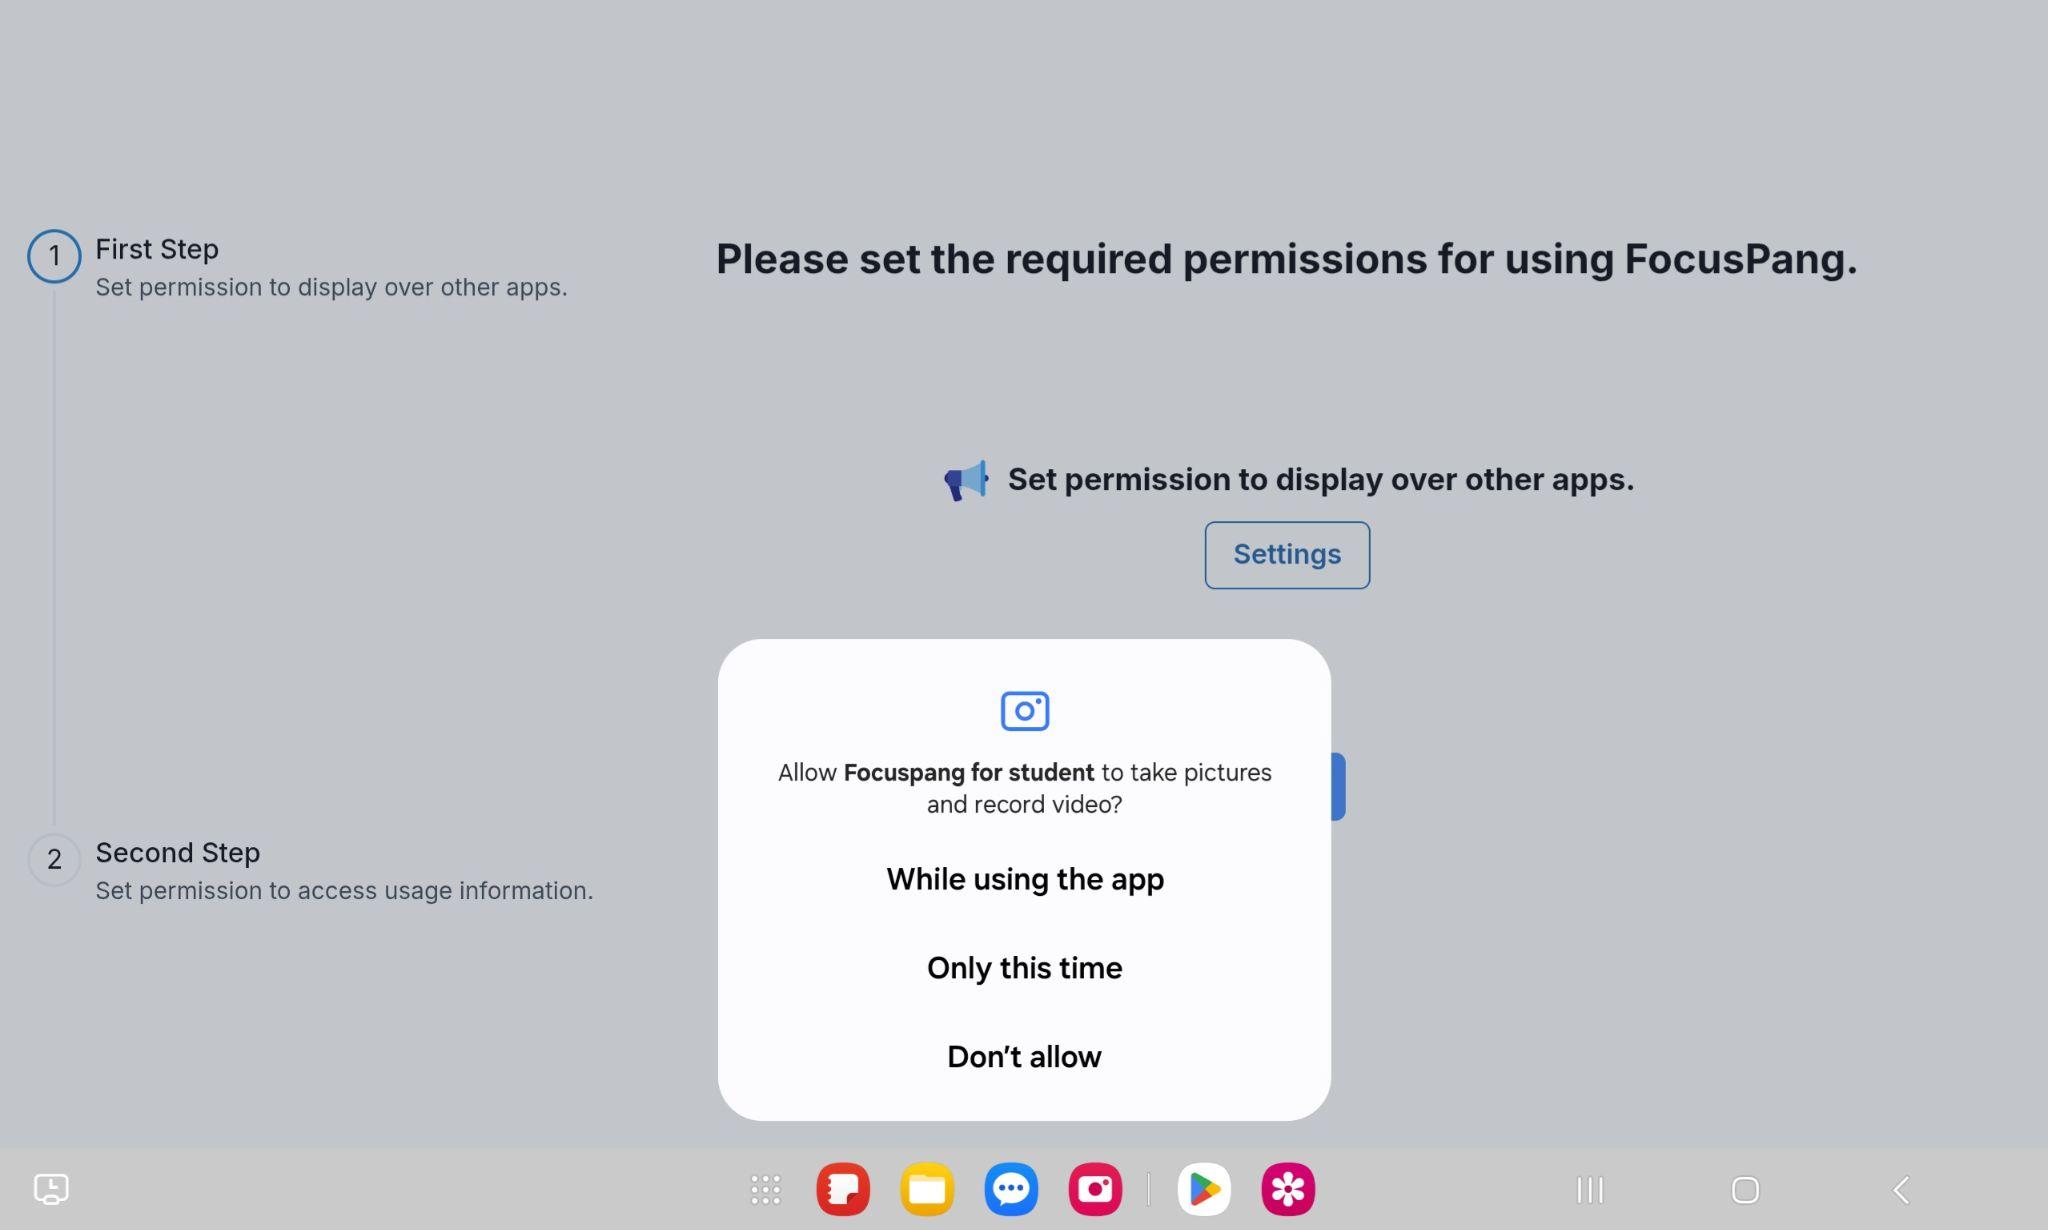 1
First Step
Set permission to display over other apps.
Please set the required permissions for using FocusPang.
Set permission to display over other apps.
Settings
Allow Focuspang for student to take pictures
and record video?
While using the app
Only this time
Don't allow
2
Second Step
Set permission to access usage information.